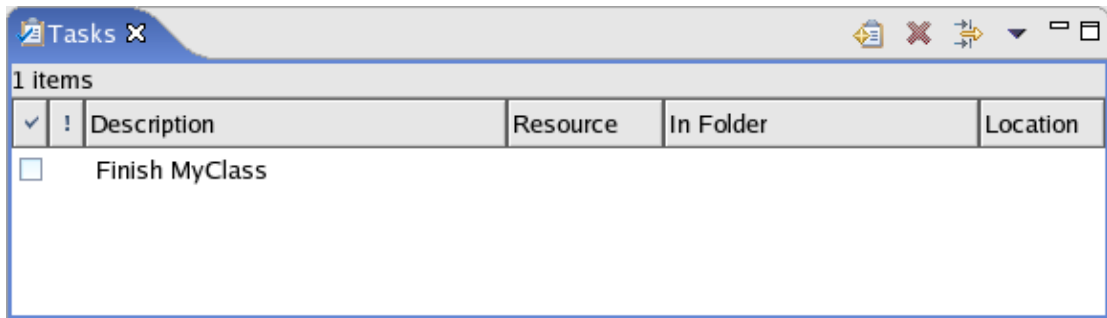 Tasks
1 items
! Description Resource In Folder Location
Finish MyClass